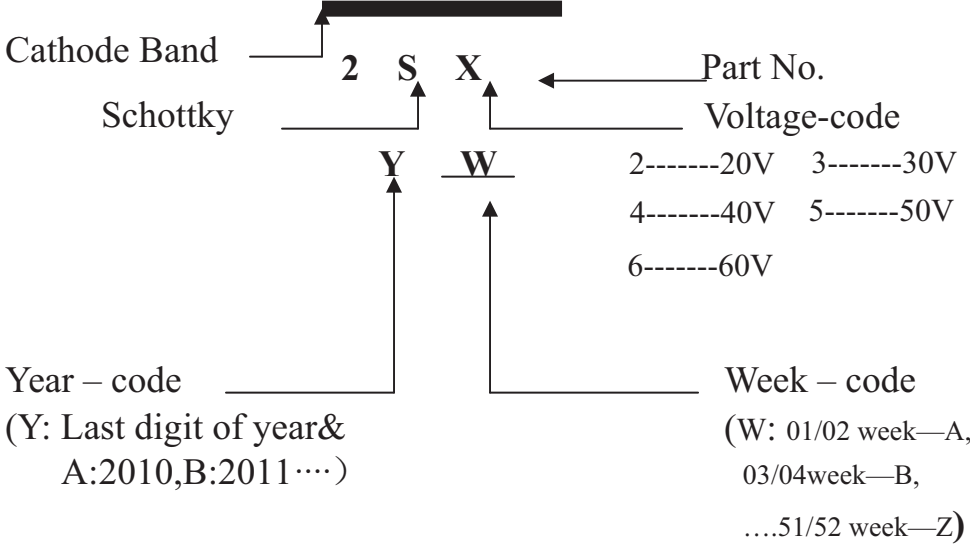 Cathode Band
2 S X
Part No.
Schottky
Voltage-code
Y W
2-------20V 3-------30V
4-------40V 5-------50V
6-------60V
Year – code
(Y: Last digit of year&
A:2010,B:2011····）
Week – code
(W: 01/02 week—A,
03/04week—B,
….51/52 week—Z)